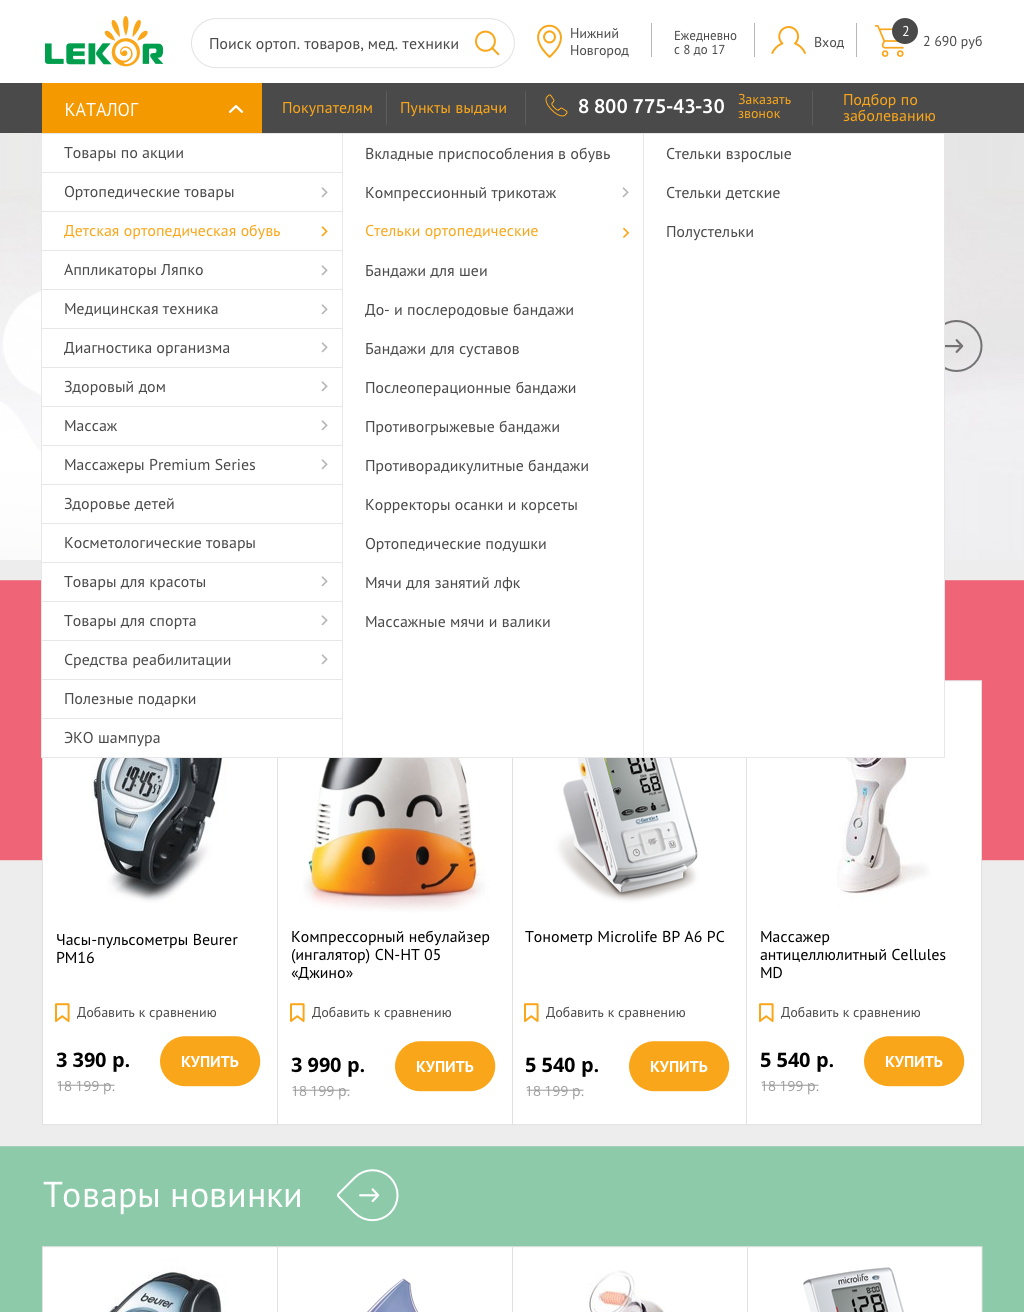 LEKOR
Поиск ортоп. товаров, мед. техники
Нижний
Новгород
Ежедневно
с 8 до 17
Вход
2
2 690 руб
КАТАЛОГ
Покупателям
Пункты выдачи
8 800 775-43-30
Заказать
звонок
Подбор по
заболеванию
Товары по акции
Ортопедические товары
Детская ортопедическая обувь
Аппликаторы Ляпко
Медицинская техника
Диагностика организма
Здоровый дом
Массаж
Массажеры Premium Series
Здоровье детей
Косметологические товары
Товары для красоты
Товары для спорта
Средства реабилитации
Полезные подарки
ЭКО шампура
Вкладные приспособления в обувь
Компрессионный трикотаж
Стельки ортопедические
Бандажи для шеи
До- и послеродовые бандажи
Бандажи для суставов
Послеоперационные бандажи
Противогрыжевые бандажи
Противорадикулитные бандажи
Корректоры осанки и корсеты
Ортопедические подушки
Мячи для занятий лфк
Массажные мячи и валики
Стельки взрослые
Стельки детские
Полустельки
80
68
Часы-пульсометры Beurer
PM16
Добавить к сравнению
3 390 р.
18 199 р.
КУПИТЬ
Компрессорный небулайзер
(ингалятор) CN-HT 05
«Джино»
Добавить к сравнению
3 990 р.
18 199 р.
КУПИТЬ
Тонометр Microlife BP A6 PC
Добавить к сравнению
5 540 р.
18 199 р.
КУПИТЬ
Массажер
антицеллюлитный Cellules
MD
Добавить к сравнению
5 540 р.
18 199 р.
КУПИТЬ
Товары новинки
beurer
microlife
128